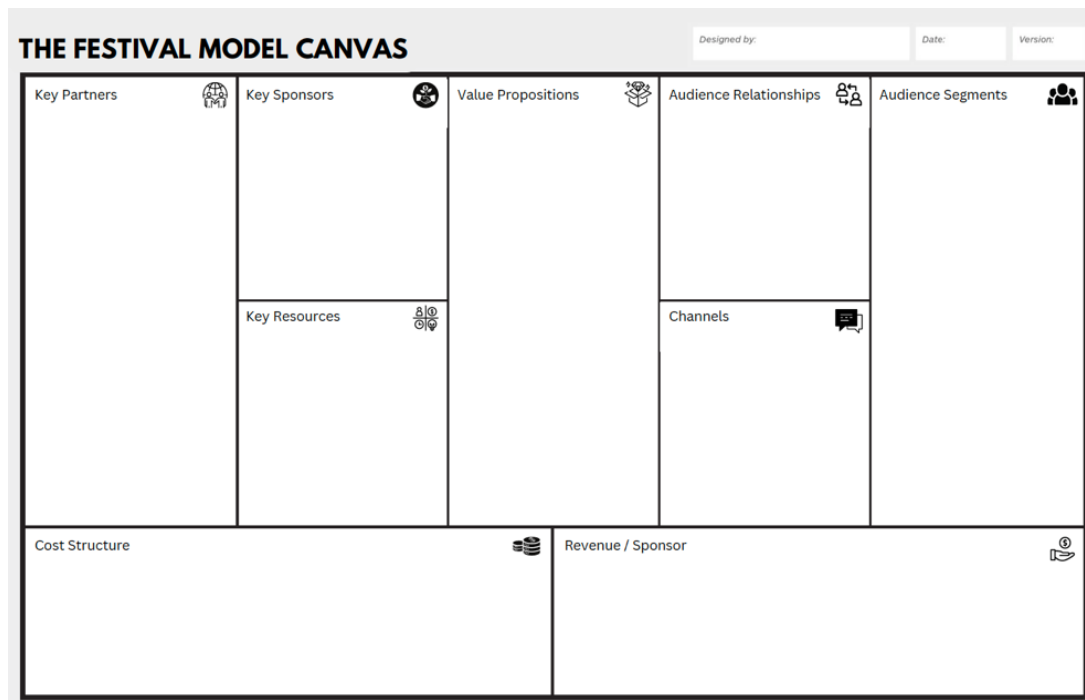 THE FESTIVAL MODEL CANVAS
Designed by:
Date:
Version:
Key Partners
Key Sponsors
Value Propositions
Audience Relationships
Audience Segments
Key Resources
Channels
Cost Structure
Revenue / Sponsor